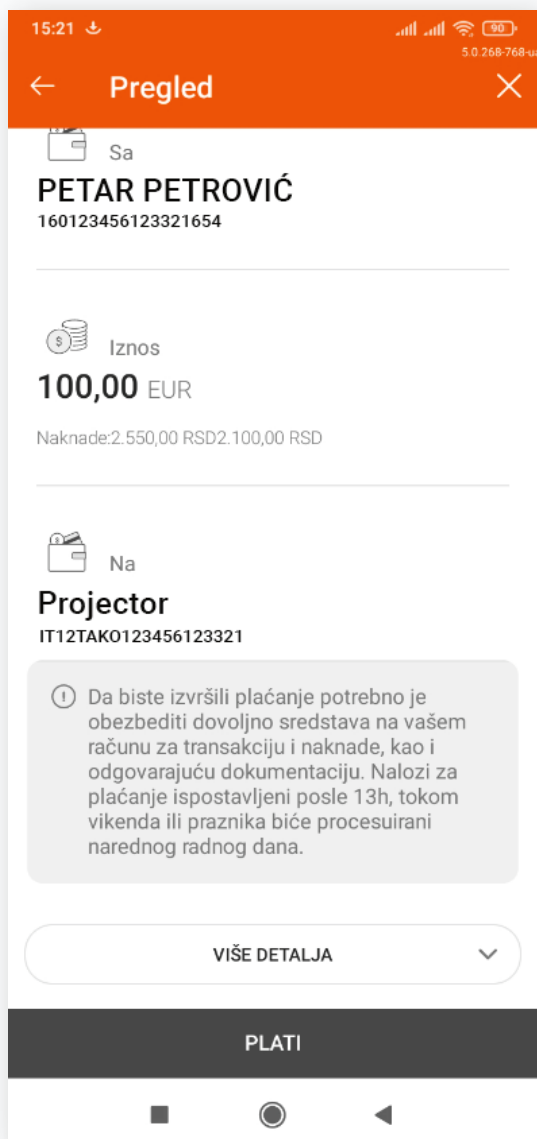 15:21
90
5.0.268-768-ua
Pregled
Sa
PETAR PETROVIĆ
160123456123321654
Iznos
100,00 EUR
Naknade:2.550,00 RSD2.100,00 RSD
Na
Projector
IT12TAKO123456123321
Da biste izvršili plaćanje potrebno je
obezbediti dovoljno sredstava na vašem
računu za transakciju i naknade, kao i
odgovarajuću dokumentaciju. Nalozi za
plaćanje ispostavljeni posle 13h, tokom
vikenda ili praznika biće procesuirani
narednog radnog dana.
VIŠE DETALJA
PLATI